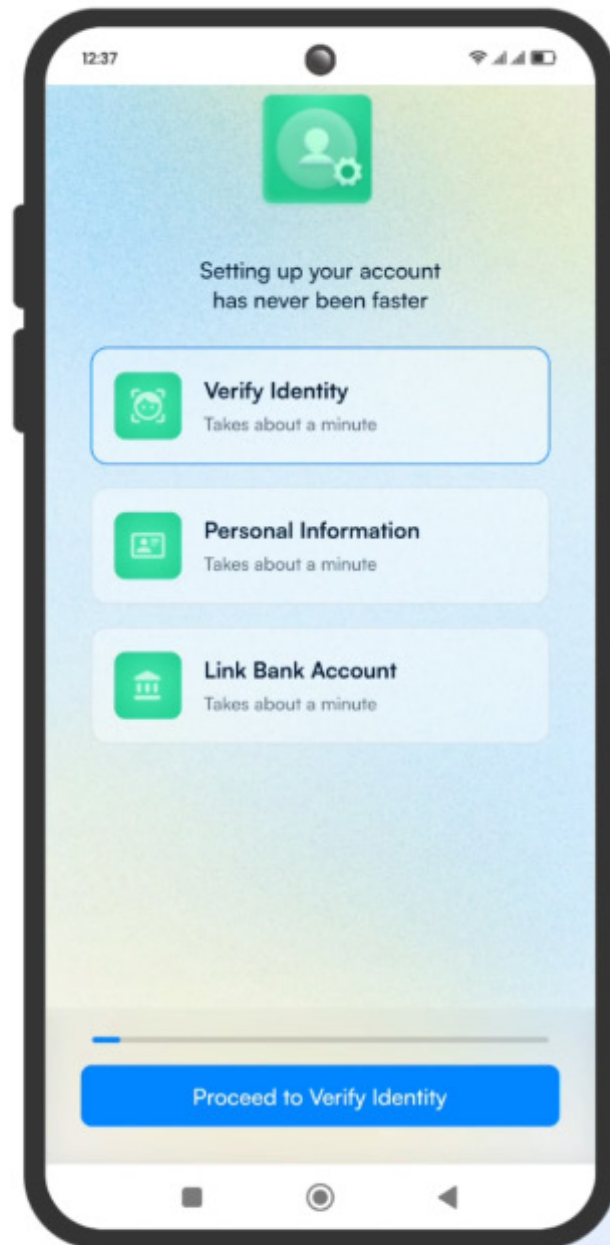 12:37
Setting up your account
has never been faster
Verify Identity
Takes about a minute
Personal Information
Takes about a minute
Link Bank Account
Takes about a minute
Proceed to Verify Identity